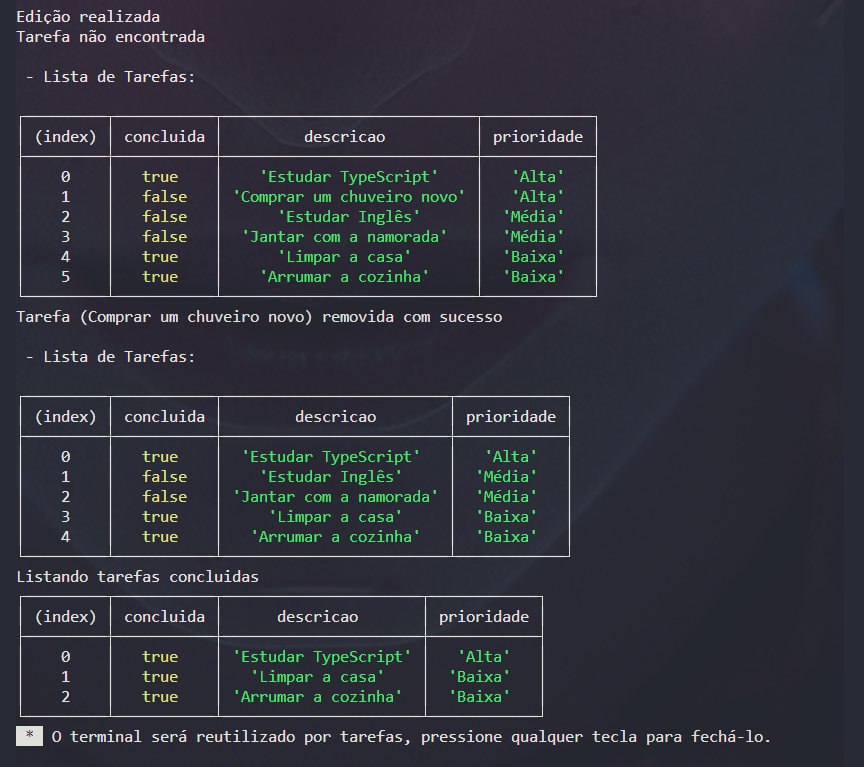 Edição realizada
Tarefa não encontrada
- Lista de Tarefas:
(index) concluida descricao prioridade
0 true 'Estudar TypeScript' 'Alta'
1 false 'Comprar um chuveiro novo' 'Alta'
2 false 'Estudar Inglês' 'Média'
3 false 'Jantar com a namorada' 'Média'
4 true 'Limpar a casa' 'Baixa'
5 true 'Arrumar a cozinha' 'Baixa'
Tarefa (Comprar um chuveiro novo) removida com sucesso
- Lista de Tarefas:
(index) concluida descricao prioridade
0 true 'Estudar TypeScript' 'Alta'
1 false 'Estudar Inglês' 'Média'
2 false 'Jantar com a namorada' 'Média'
3 true 'Limpar a casa' 'Baixa'
4 true 'Arrumar a cozinha' 'Baixa'
Listando tarefas concluidas
(index) concluida descricao prioridade
0 true 'Estudar TypeScript' 'Alta'
1 true 'Limpar a casa' 'Baixa'
2 true 'Arrumar a cozinha' 'Baixa'
* O terminal será reutilizado por tarefas, pressione qualquer tecla para fechá-lo.